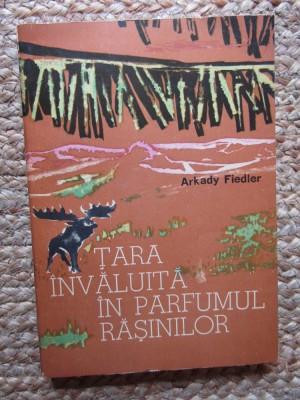 Arkady Fiedler
ȚARA
ÎNVĂLUITĂ
ÎN PARFUMUL
RĂȘINILOR